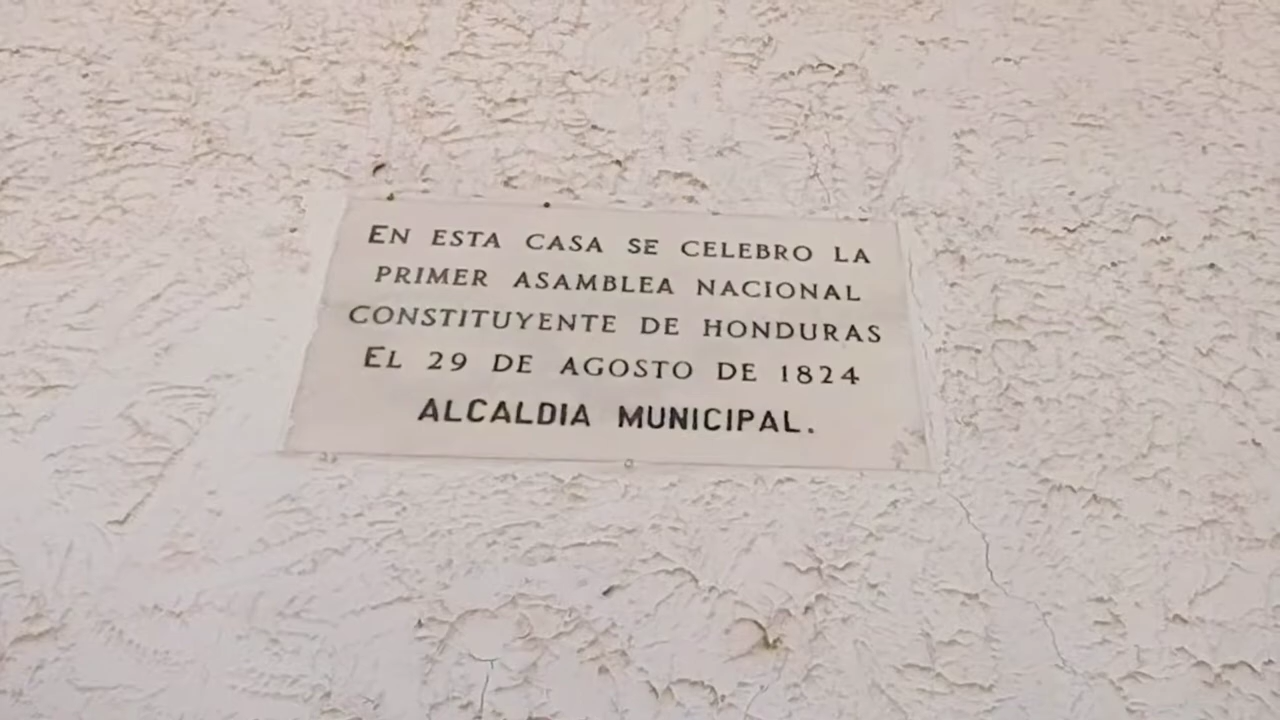 EN ESTA CASA SE CELEBRO LA
PRIMER ASAMBLEA NACIONAL
CONSTITUYENTE DE HONDURAS
EL 29 DE AGOSTO DE 1824
ALCALDIA MUNICIPAL.